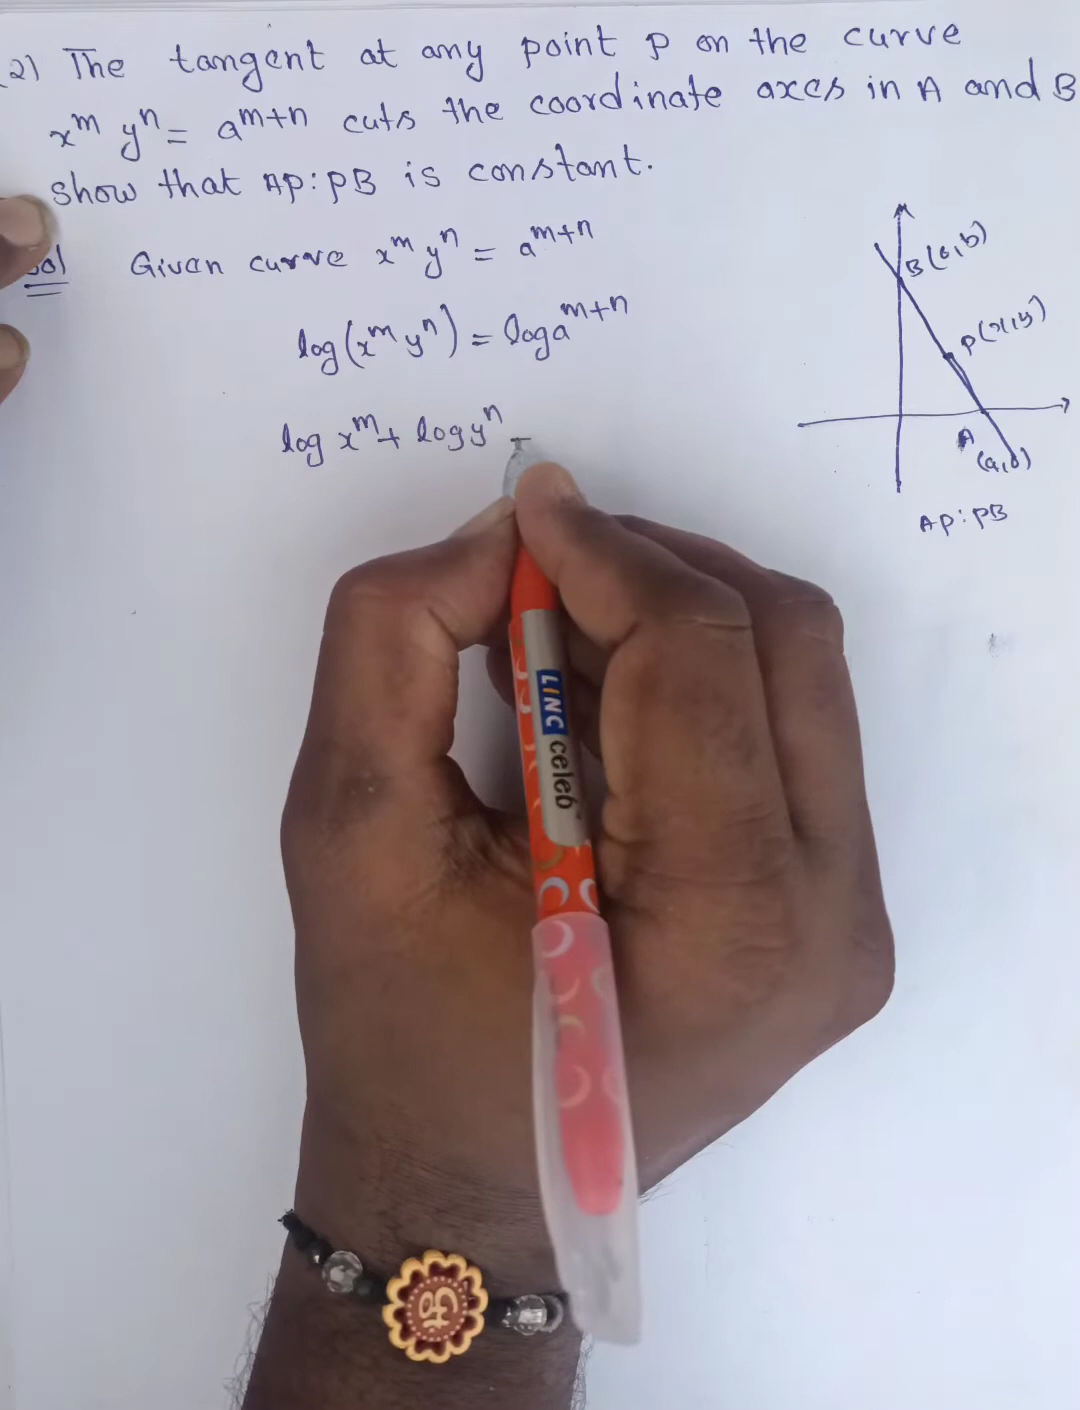 2) The tangent at any point P on the curve
x^m y^n = a^m+n cuts the coordinate axes in A and B
show that AP:PB is constant.
Sol Given curve x^m y^n = a^m+n
log(x^m y^n) = log a^m+n
log x^m + log y^n
B(0,b)
P(x,y)
A
(a,0)
AP:PB
LINC celeb
ॐ